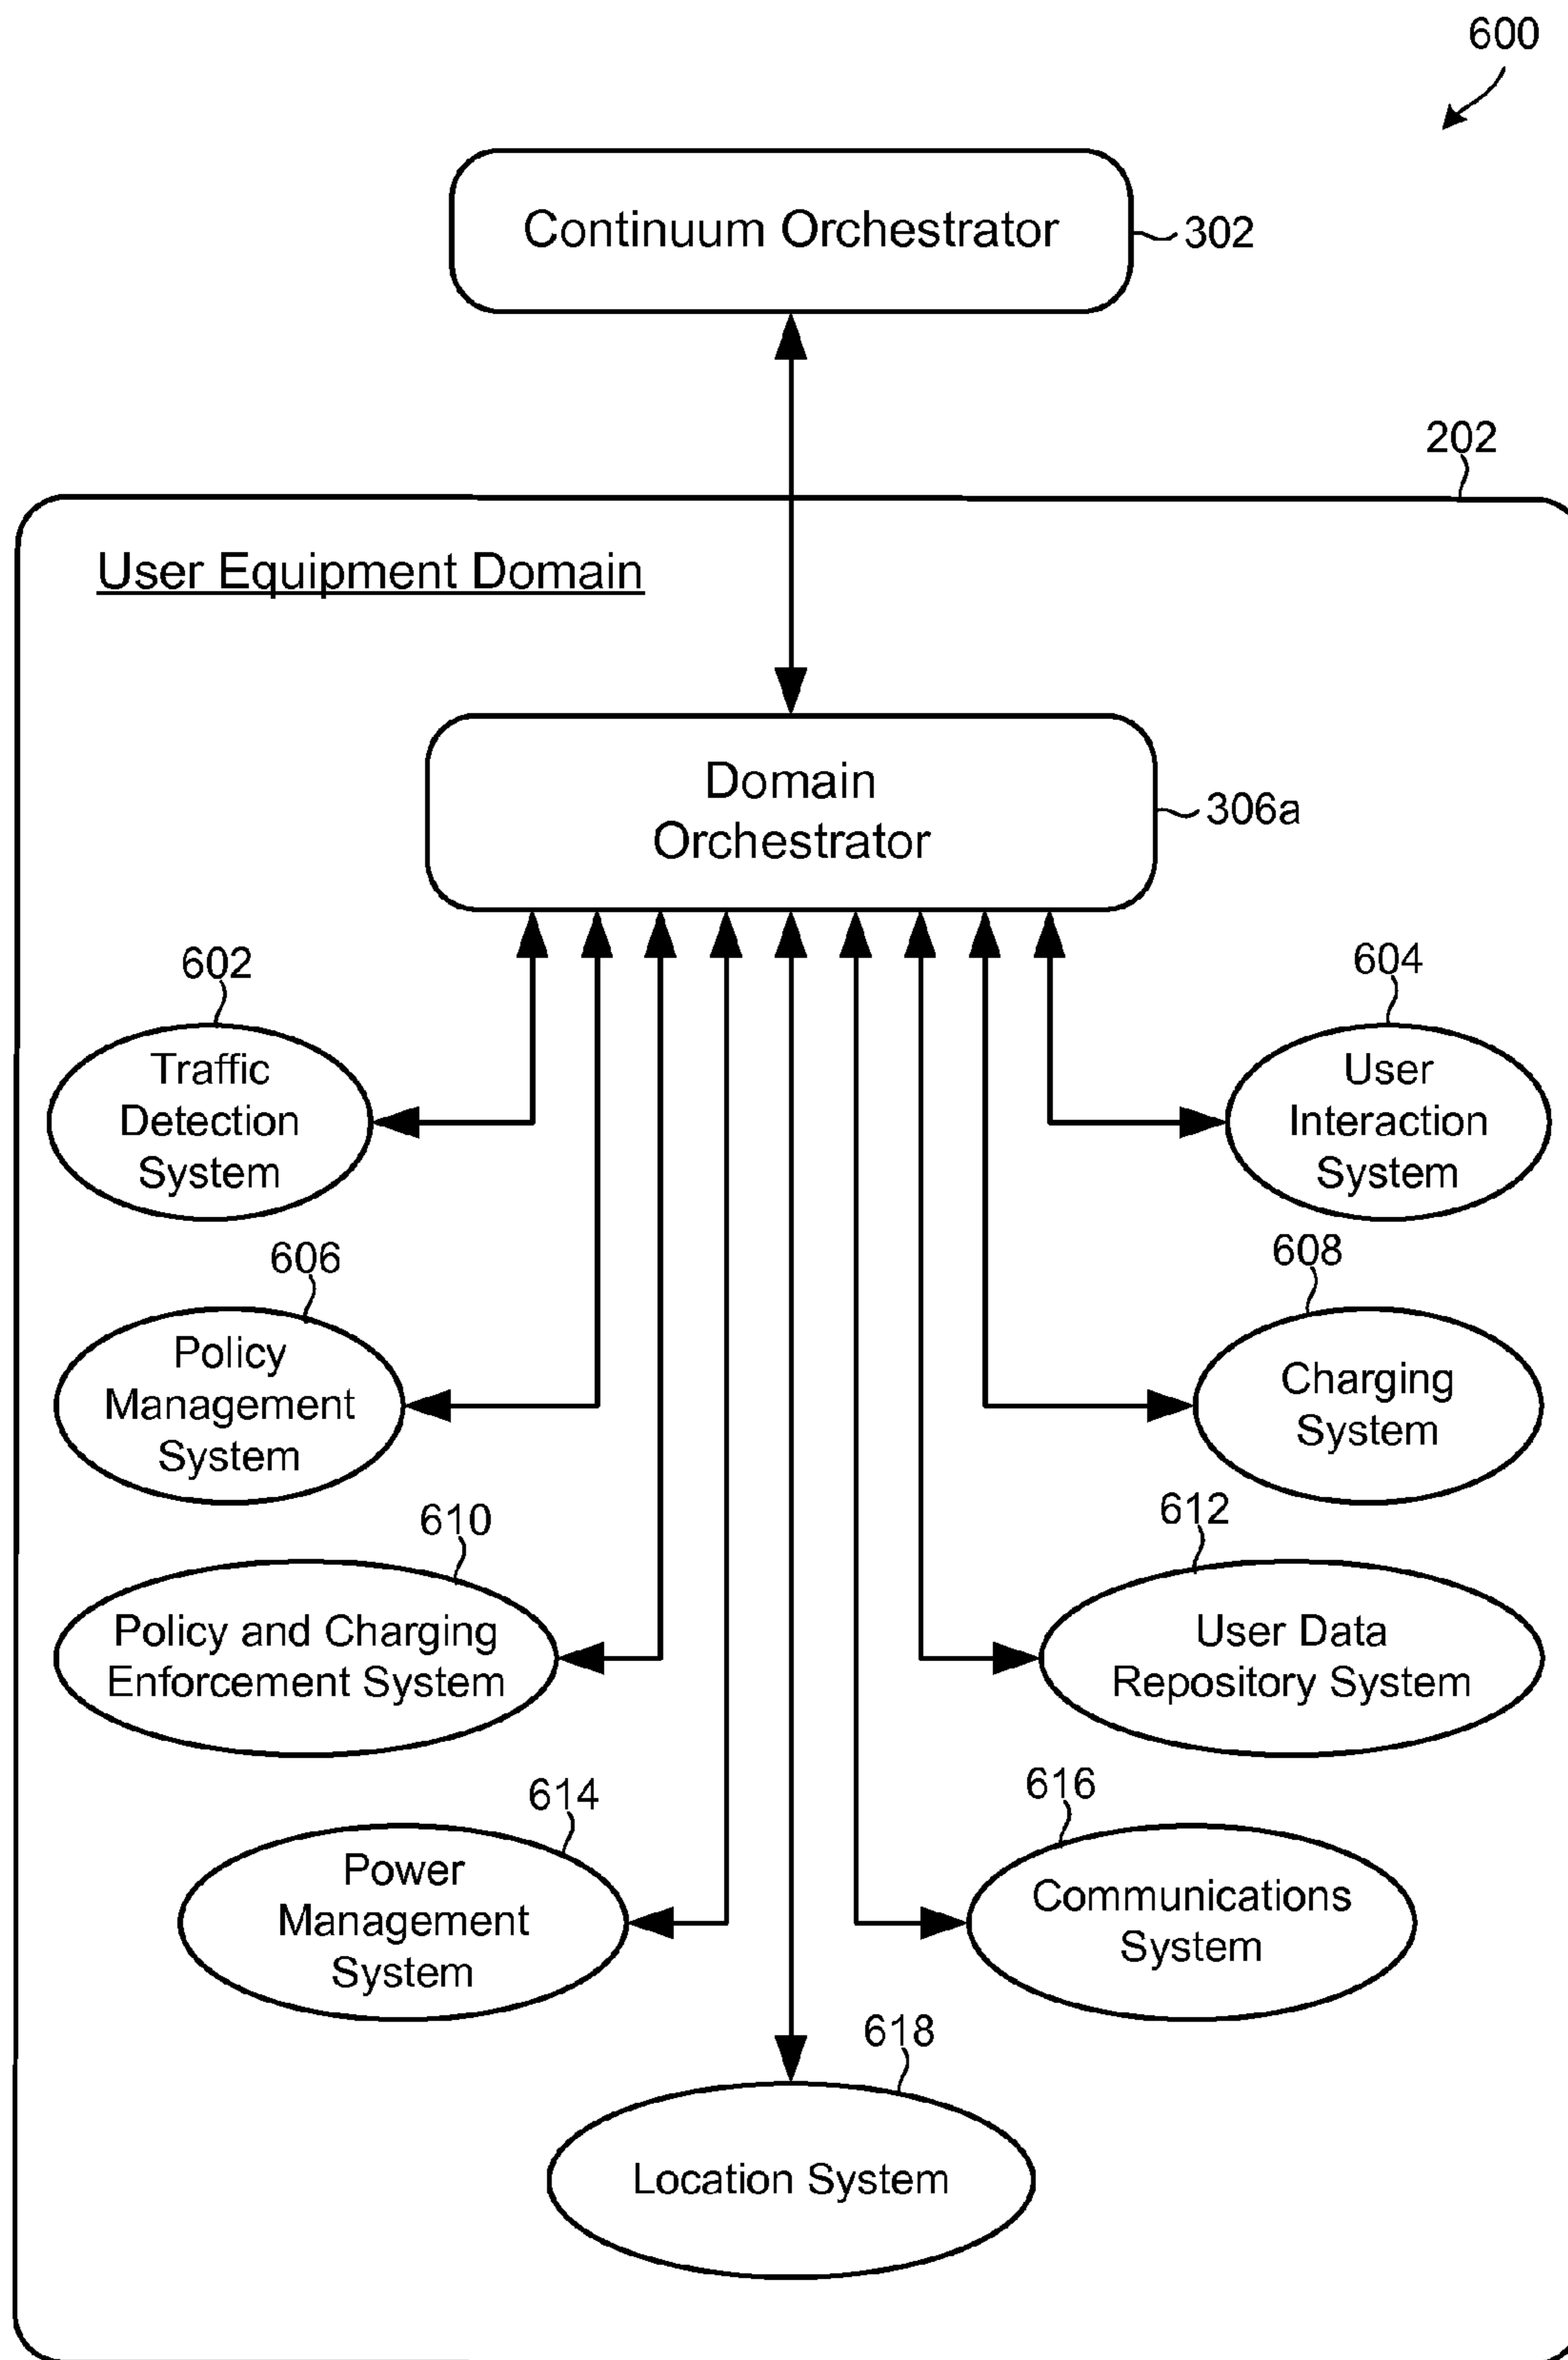 600
Continuum Orchestrator
302
202
User Equipment Domain
Domain
Orchestrator
306a
602
Traffic
Detection
System
604
User
Interaction
System
606
Policy
Management
System
608
Charging
System
610
Policy and Charging
Enforcement System
612
User Data
Repository System
614
Power
Management
System
616
Communications
System
618
Location System